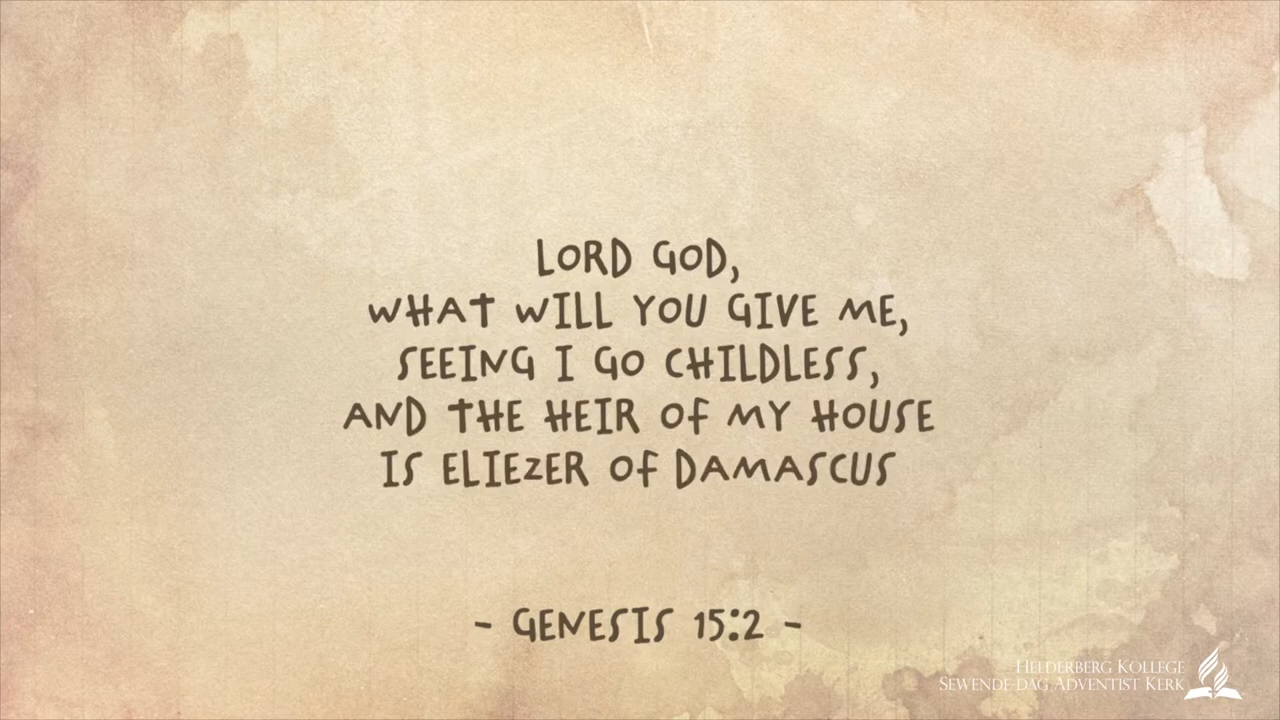 LORD GOD,
WHAT WILL YOU GIVE ME,
SEEING I GO CHILDLESS,
AND THE HEIR OF MY HOUSE
IS ELIEZER OF DAMASCUS
- GENESIS 15:2 -
HELDERBERG KOLLEGE
SEWENDE-DAG ADVENTIST KERK